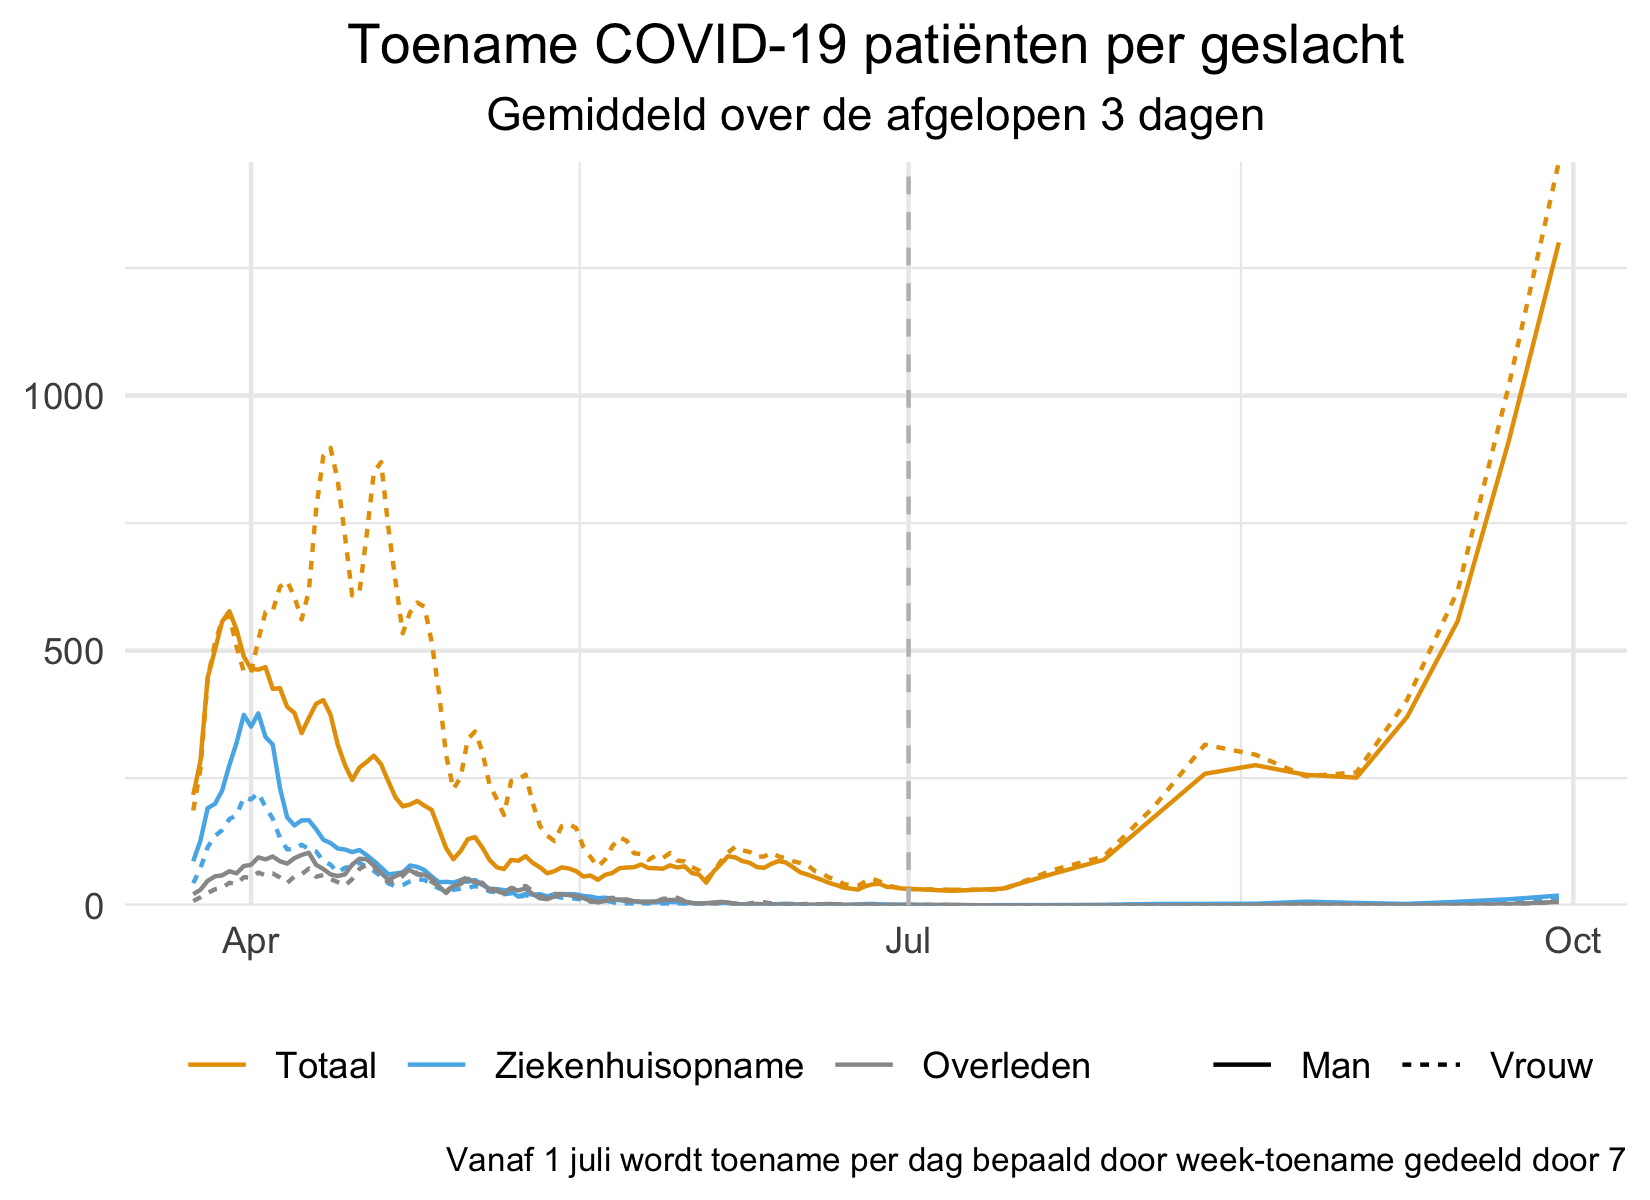 Toename COVID-19 patiënten per geslacht
Gemiddeld over de afgelopen 3 dagen
1000
500
0
Apr Jul Oct
Totaal Ziekenhuisopname Overleden Man Vrouw
Vanaf 1 juli wordt toename per dag bepaald door week-toename gedeeld door 7